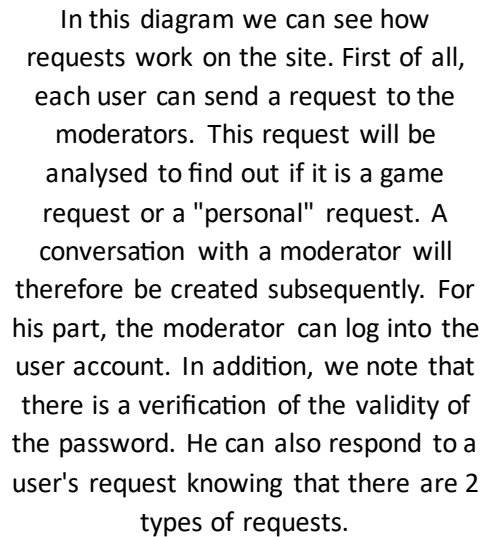 In this diagram we can see how
requests work on the site. First of all,
each user can send a request to the
moderators. This request will be
analysed to find out if it is a game
request or a "personal" request. A
conversation with a moderator will
therefore be created subsequently. For
his part, the moderator can log into the
user account. In addition, we note that
there is a verification of the validity of
the password. He can also respond to a
user's request knowing that there are 2
types of requests.